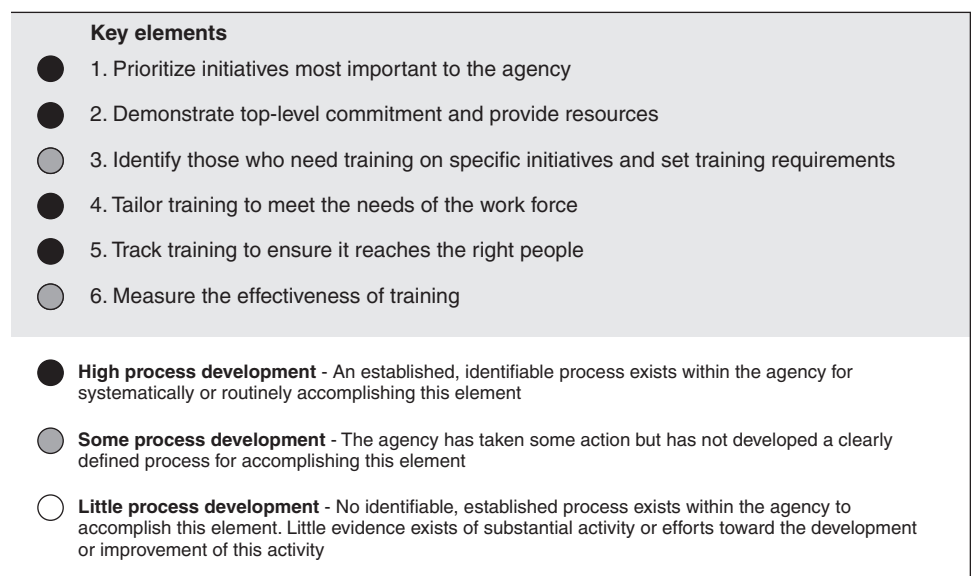 Key elements
1. Prioritize initiatives most important to the agency
2. Demonstrate top-level commitment and provide resources
3. Identify those who need training on specific initiatives and set training requirements
4. Tailor training to meet the needs of the work force
5. Track training to ensure it reaches the right people
6. Measure the effectiveness of training
High process development - An established, identifiable process exists within the agency for
systematically or routinely accomplishing this element
Some process development - The agency has taken some action but has not developed a clearly
defined process for accomplishing this element
Little process development - No identifiable, established process exists within the agency to
accomplish this element. Little evidence exists of substantial activity or efforts toward the development
or improvement of this activity